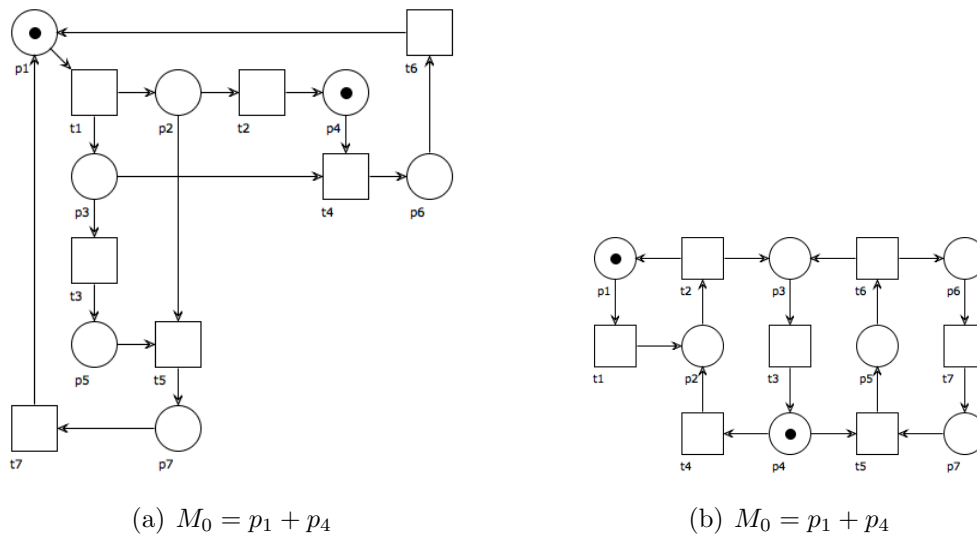 p1
t6
t1
p2
t2
p4
p3
t4
p6
t3
p5
t5
t7
p7
(a) M₀ = p₁ + p₄
p1
t2
p3
t6
p6
t1
p2
t3
p5
t7
t4
p4
t5
p7
(b) M₀ = p₁ + p₄